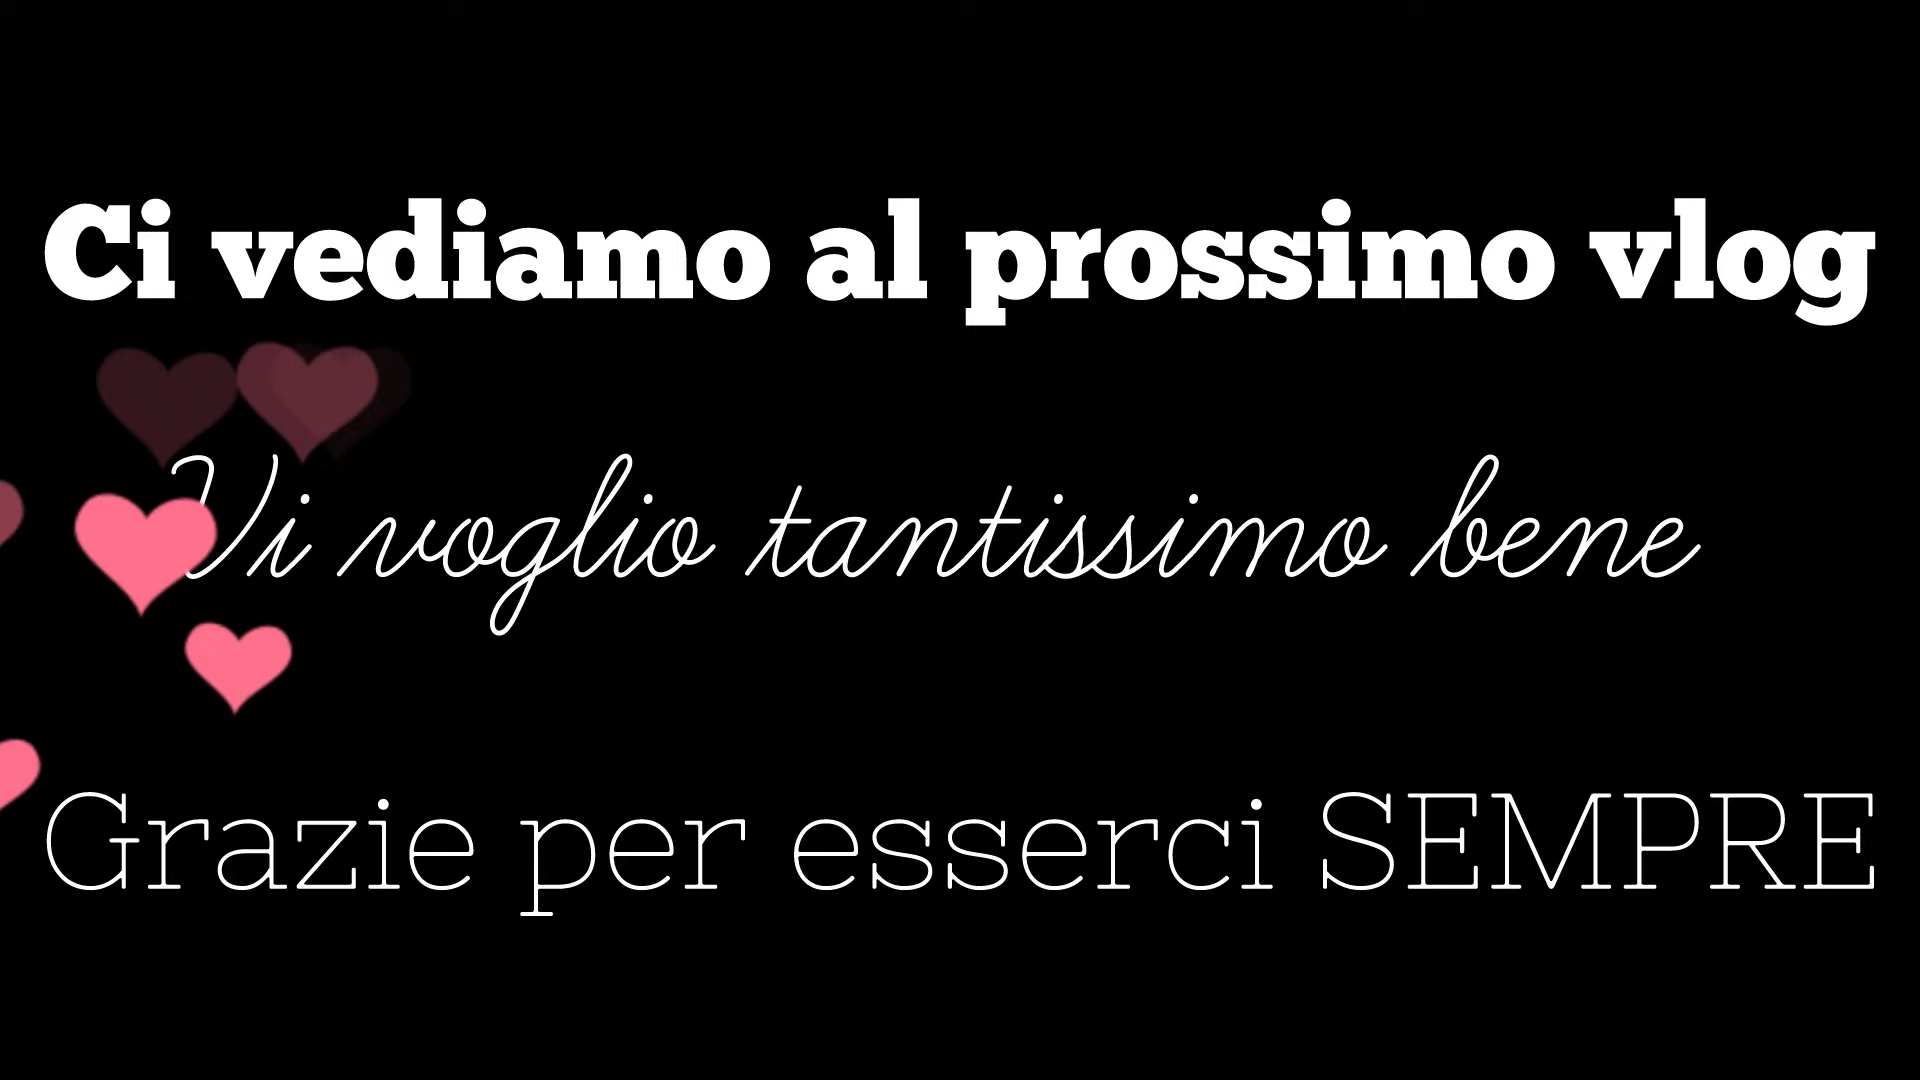 Ci vediamo al prossimo vlog
Vi voglio tantissimo bene
Grazie per esserci SEMPRE